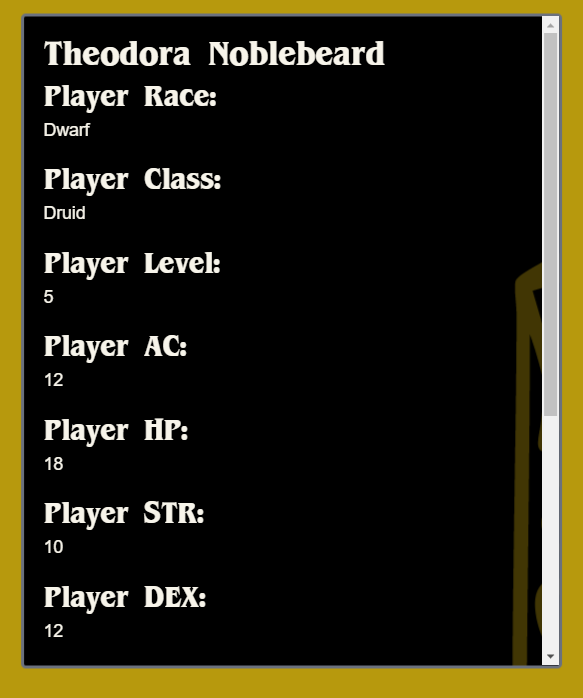 Theodora Noblebeard
Player Race:
Dwarf
Player Class:
Druid
Player Level:
5
Player AC:
12
Player HP:
18
Player STR:
10
Player DEX:
12